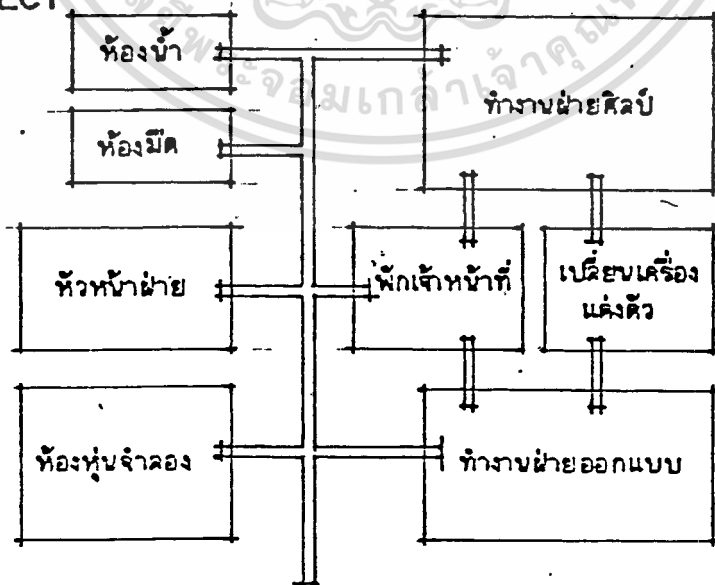 ห้องน้ำ
ทำงานฝ่ายศิลป์
ห้องมืด
หัวหน้าฝ่าย
พักเจ้าหน้าที่
เปลี่ยนเครื่อง
แต่งตัว
ห้องหุ่นจำลอง
ทำงานฝ่ายออกแบบ